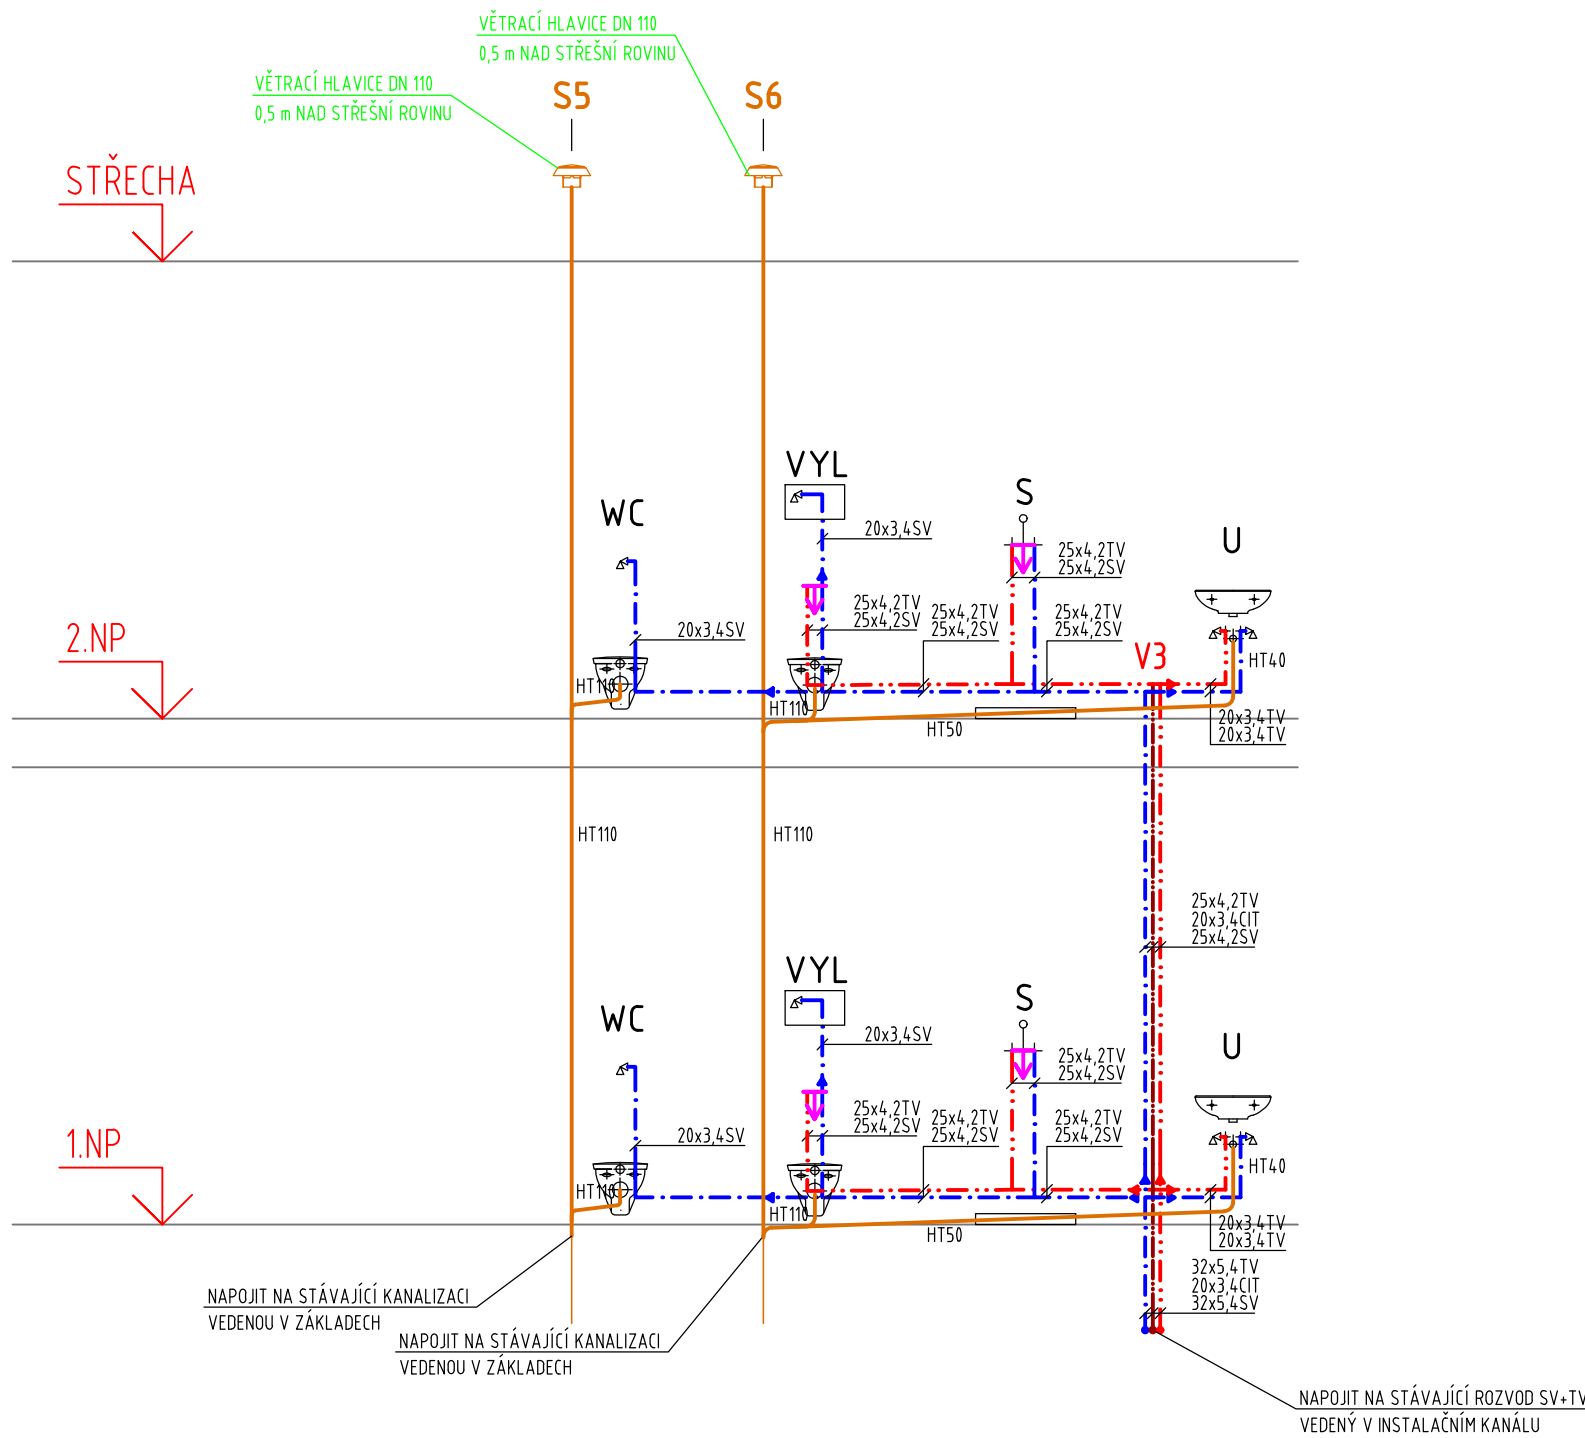 VĚTRACÍ HLAVICE DN 110
0,5 m NAD STŘEŠNÍ ROVINU
VĚTRACÍ HLAVICE DN 110
0,5 m NAD STŘEŠNÍ ROVINU
S5
S6
STŘECHA
VYL
S
WC
20x3,4SV
U
25x4,2TV
25x4,2SV
25x4,2TV
25x4,2SV
25x4,2TV
25x4,2SV
25x4,2TV
25x4,2SV
20x3,4SV
2.NP
V3
HT40
HT110
HT110
HT50
20x3,4TV
20x3,4TV
HT110
HT110
25x4,2TV
20x3,4CIT
25x4,2SV
VYL
S
WC
20x3,4SV
U
25x4,2TV
25x4,2SV
25x4,2TV
25x4,2SV
25x4,2TV
25x4,2SV
25x4,2TV
25x4,2SV
20x3,4SV
1.NP
HT40
HT110
HT110
HT50
20x3,4TV
20x3,4TV
32x5,4TV
20x3,4CIT
32x5,4SV
NAPOJIT NA STÁVAJÍCÍ KANALIZACI
VEDENOU V ZÁKLADECH
NAPOJIT NA STÁVAJÍCÍ KANALIZACI
VEDENOU V ZÁKLADECH
NAPOJIT NA STÁVAJÍCÍ ROZVOD SV+TV
VEDENÝ V INSTALAČNÍM KANÁLU